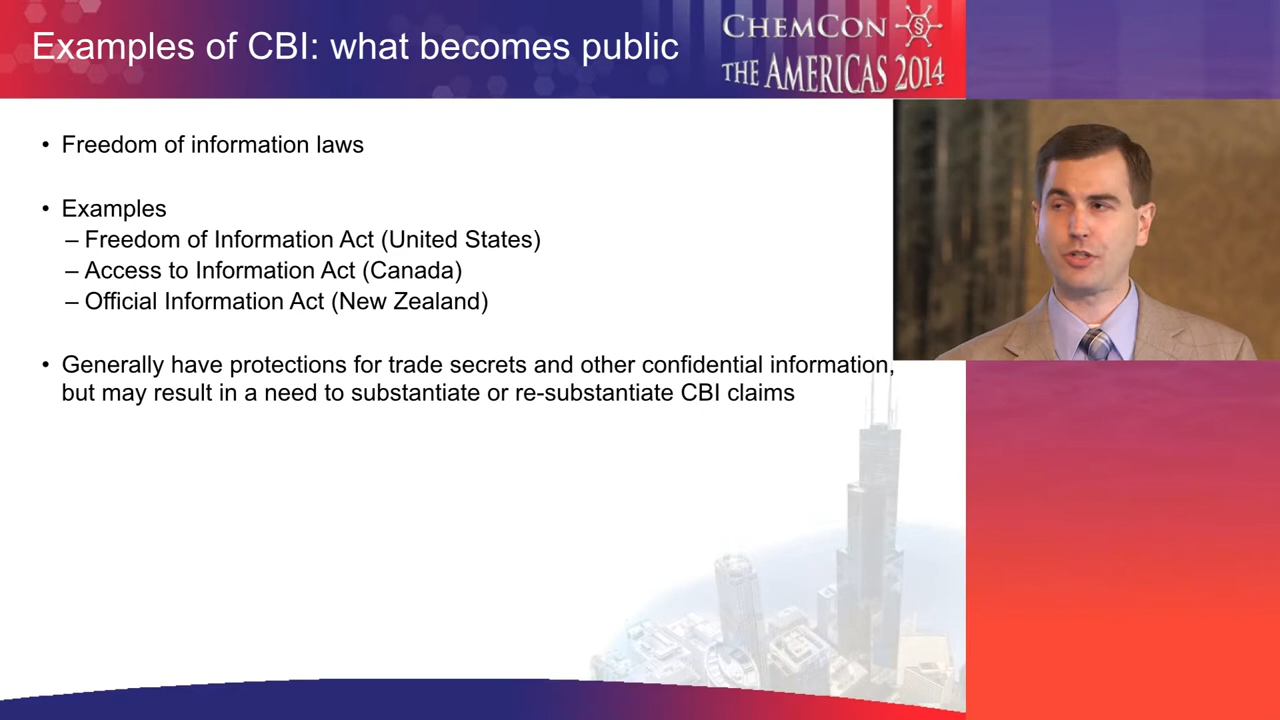 Examples of CBI: what becomes public
CHEMCON §
THE AMERICAS 2014
• Freedom of information laws
• Examples
– Freedom of Information Act (United States)
– Access to Information Act (Canada)
– Official Information Act (New Zealand)
• Generally have protections for trade secrets and other confidential information,
but may result in a need to substantiate or re-substantiate CBI claims